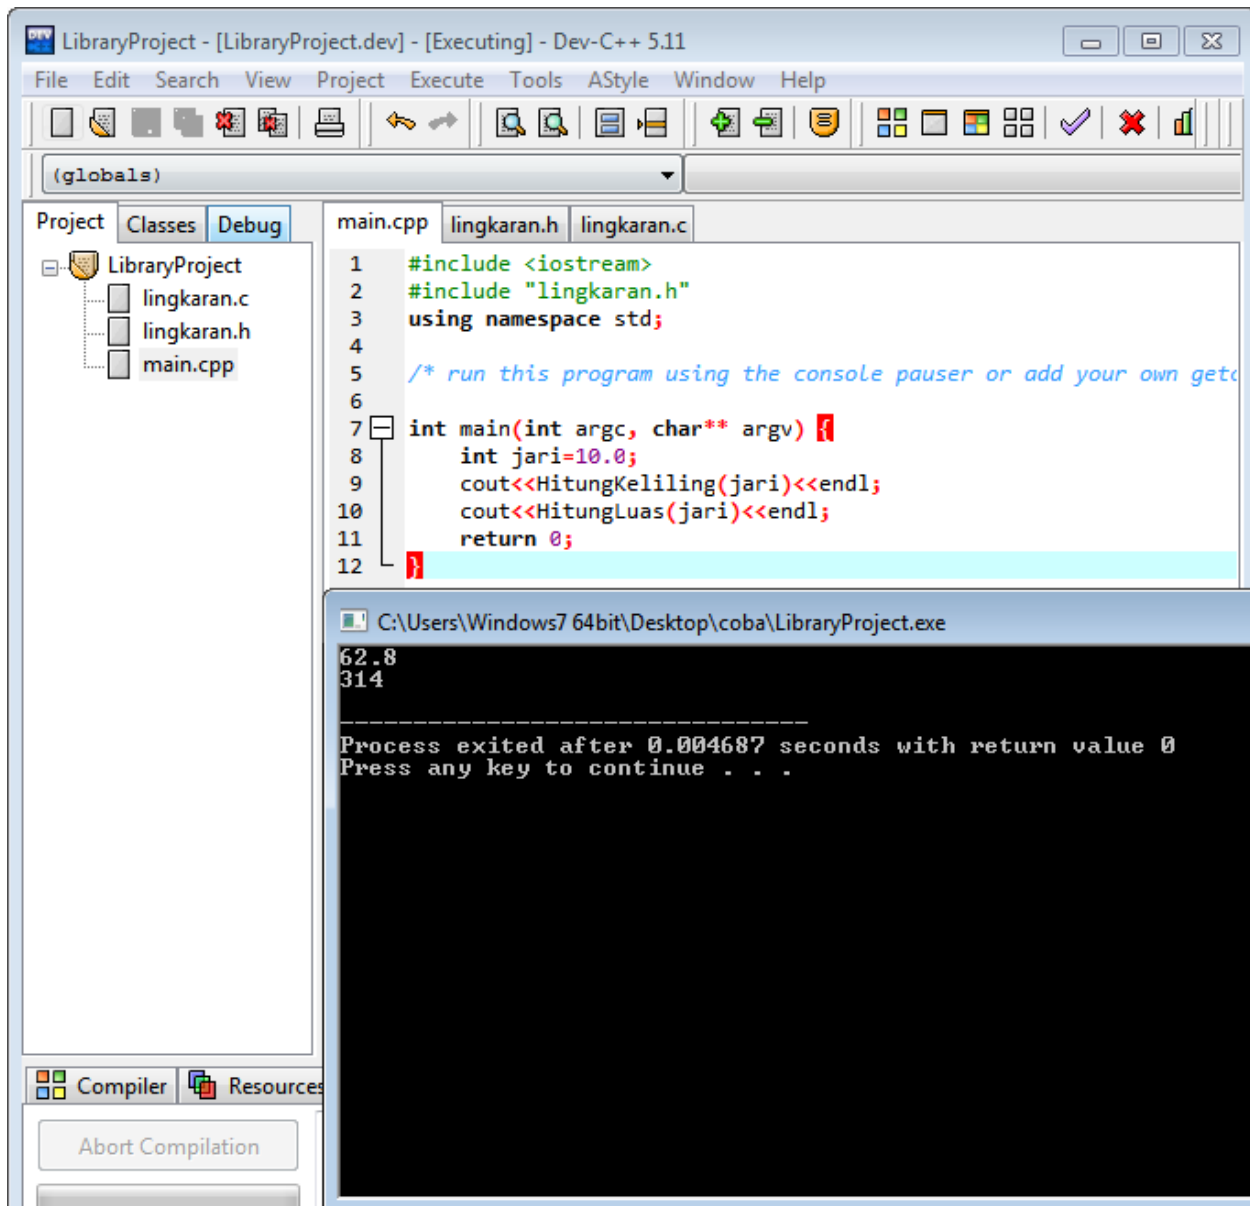 LibraryProject - [LibraryProject.dev] - [Executing] - Dev-C++ 5.11
File Edit Search View Project Execute Tools AStyle Window Help
(globals)
Project Classes Debug
main.cpp lingkaran.h lingkaran.c
LibraryProject
lingkaran.c
lingkaran.h
main.cpp
1 #include <iostream>
2 #include "lingkaran.h"
3 using namespace std;
4
5 /* run this program using the console pauser or add your own getc
6
7 int main(int argc, char** argv) {
8 int jari=10.0;
9 cout<<HitungKeliling(jari)<<endl;
10 cout<<HitungLuas(jari)<<endl;
11 return 0;
12 }
C:\Users\Windows7 64bit\Desktop\coba\LibraryProject.exe
62.8
314
--------------------------------
Process exited after 0.004687 seconds with return value 0
Press any key to continue . . .
Compiler Resources
Abort Compilation